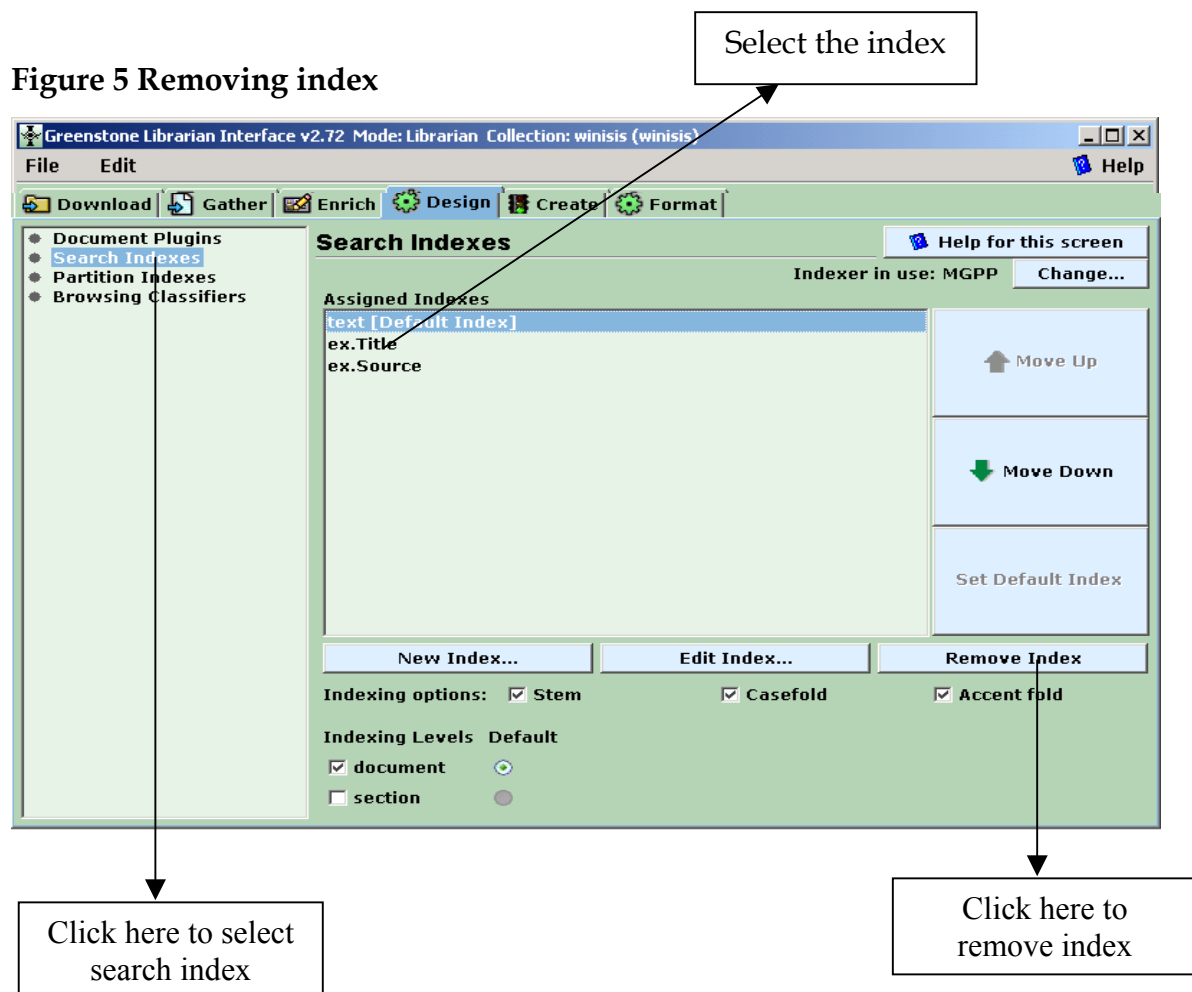 Select the index
Figure 5 Removing index
Greenstone Librarian Interface v2.72 Mode: Librarian Collection: winisis (winisis)
File Edit Help
Download Gather Enrich Design Create Format
Document Plugins
Search Indexes
Partition Indexes
Browsing Classifiers
Search Indexes Help for this screen
Indexer in use: MGPP Change...
Assigned Indexes
text [Default Index]
ex.Title
ex.Source
Move Up
Move Down
Set Default Index
New Index... Edit Index... Remove Index
Indexing options: Stem Casefold Accent fold
Indexing Levels Default
document
section
Click here to select
search index
Click here to
remove index